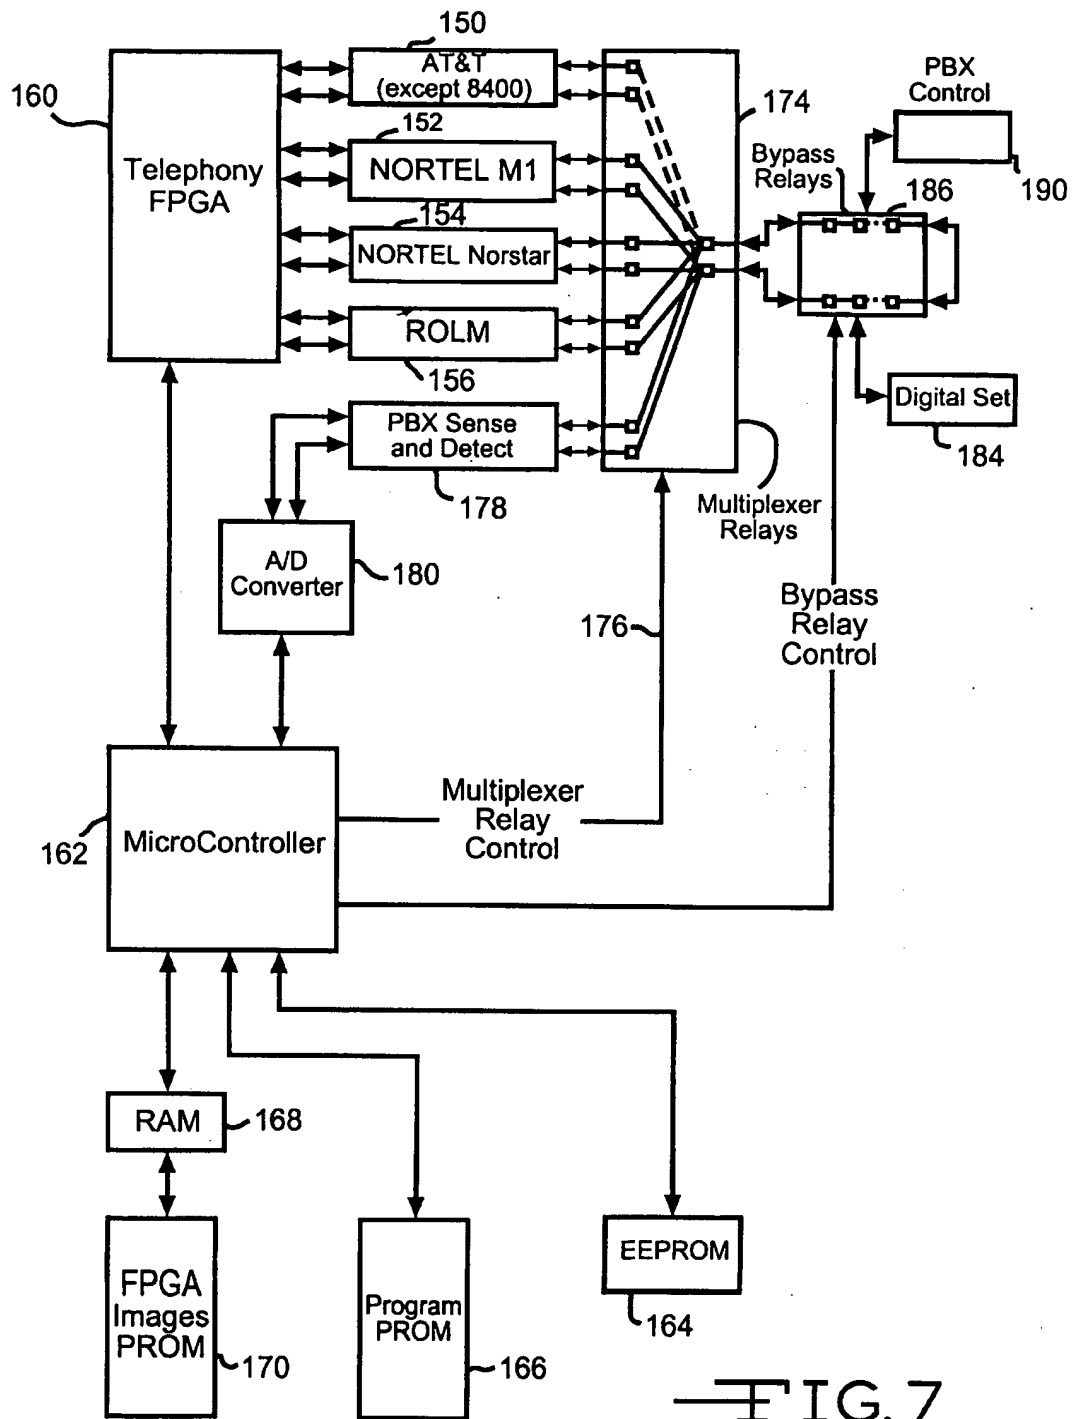 150
AT&T
(except 8400)
160
Telephony
FPGA
152
NORTEL M1
154
NORTEL Norstar
ROLM
156
PBX Sense
and Detect
178
174
PBX
Control
190
Bypass
Relays
186
Digital Set
184
Multiplexer
Relays
A/D
Converter
180
176
Bypass
Relay
Control
162
MicroController
Multiplexer
Relay
Control
RAM
168
FPGA
Images
PROM
170
Program
PROM
166
EEPROM
164
FIG. 7